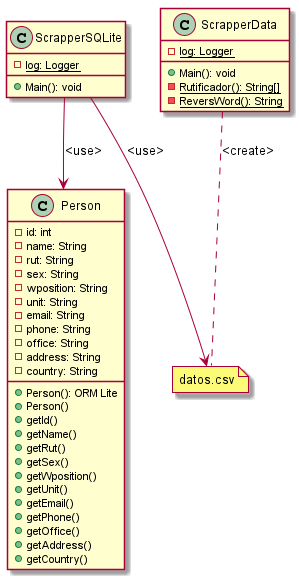 C ScrapperSQLite
log: Logger
Main(): void
C ScrapperData
log: Logger
Main(): void
Rutificador(): String[]
ReversWord(): String
<use>
<use>
<create>
C Person
id: int
name: String
rut: String
sex: String
wposition: String
unit: String
email: String
phone: String
office: String
address: String
country: String
Person(): ORM Lite
Person()
getId()
getName()
getRut()
getSex()
getWposition()
getUnit()
getEmail()
getPhone()
getOffice()
getAddress()
getCountry()
datos.csv